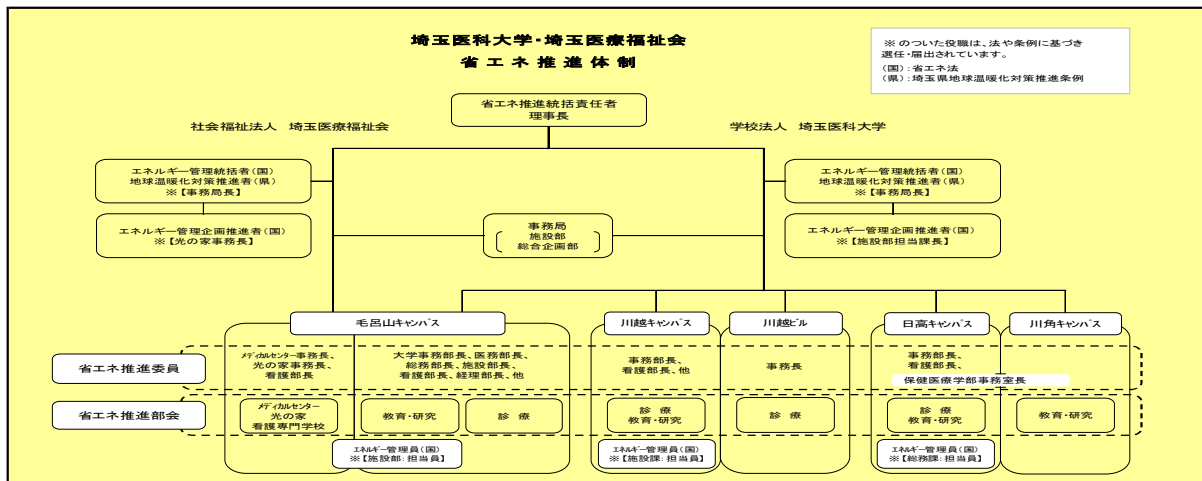 埼玉医科大学・埼玉医療福祉会
省エネ推進体制
※ のついた役職は、法や条例に基づき
選任・届出されています。
(国):省エネ法
(県):埼玉県地球温暖化対策推進条例
省エネ推進統括責任者
理事長
社会福祉法人 埼玉医療福祉会
学校法人 埼玉医科大学
エネルギー管理統括者(国)
地球温暖化対策推進者(県)
※【事務局長】
エネルギー管理統括者(国)
地球温暖化対策推進者(県)
※【事務局長】
エネルギー管理企画推進者(国)
※【光の家事務長】
事務局
施設部
総合企画部
エネルギー管理企画推進者(国)
※【施設部担当課長】
毛呂山キャンパス
川越キャンパス
川越ビル
日高キャンパス
川角キャンパス
省エネ推進委員
メディカルセンター事務長、
光の家事務長、
看護部長
大学事務部長、医務部長、
総務部長、施設部長、
看護部長、経理部長、他
事務部長、
看護部長、他
事務長
事務部長、
看護部長、
保健医療学部事務室長
省エネ推進部会
メディカルセンター
光の家
看護専門学校
教育・研究
診療
診療
教育・研究
診療
診療
教育・研究
教育・研究
エネルギー管理員(国)
※【施設部:担当員】
エネルギー管理員(国)
※【施設課:担当員】
エネルギー管理員(国)
※【総務課:担当員】